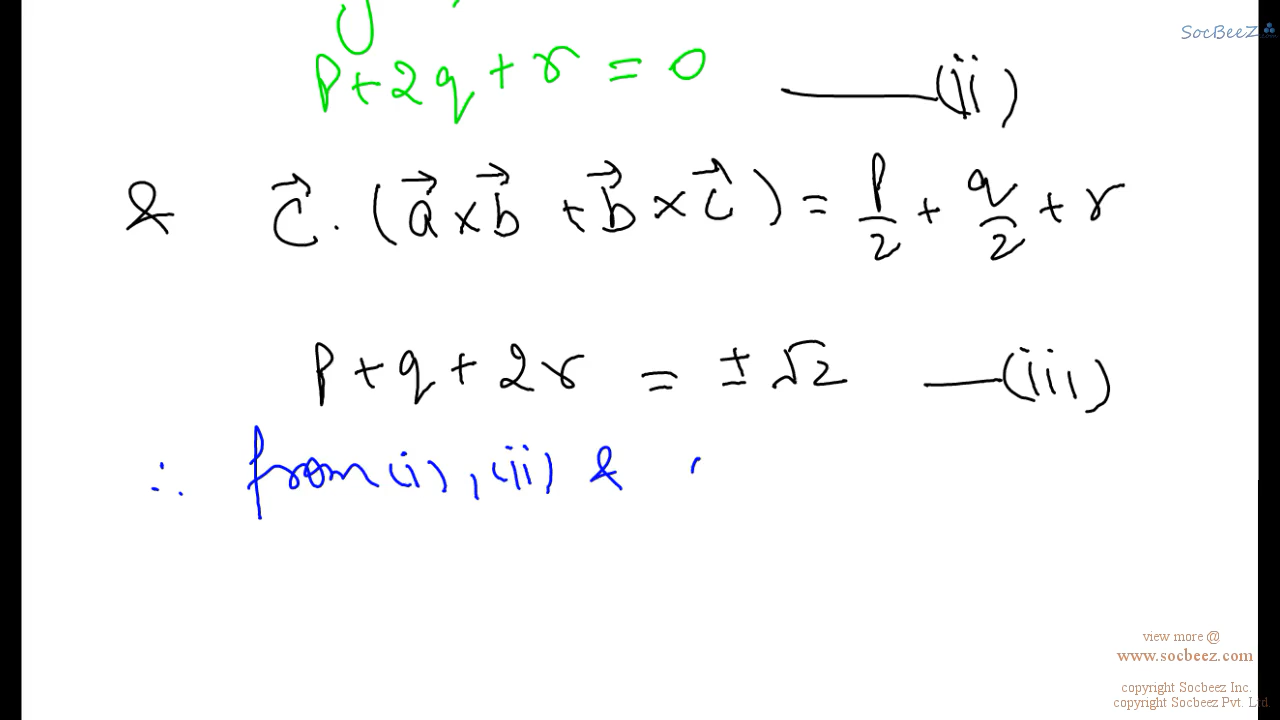 SocBeeZ
p + 2q + r = 0 ——(ii)
& c⃗ . (a⃗ × b⃗ + b⃗ × c⃗) = p/2 + q/2 + r
p + q + 2r = ± √2 ——(iii)
∴ from (i), (ii) &
view more @
www.socbeez.com
copyright Socbeez Inc.
copyright Socbeez Pvt. Ltd.